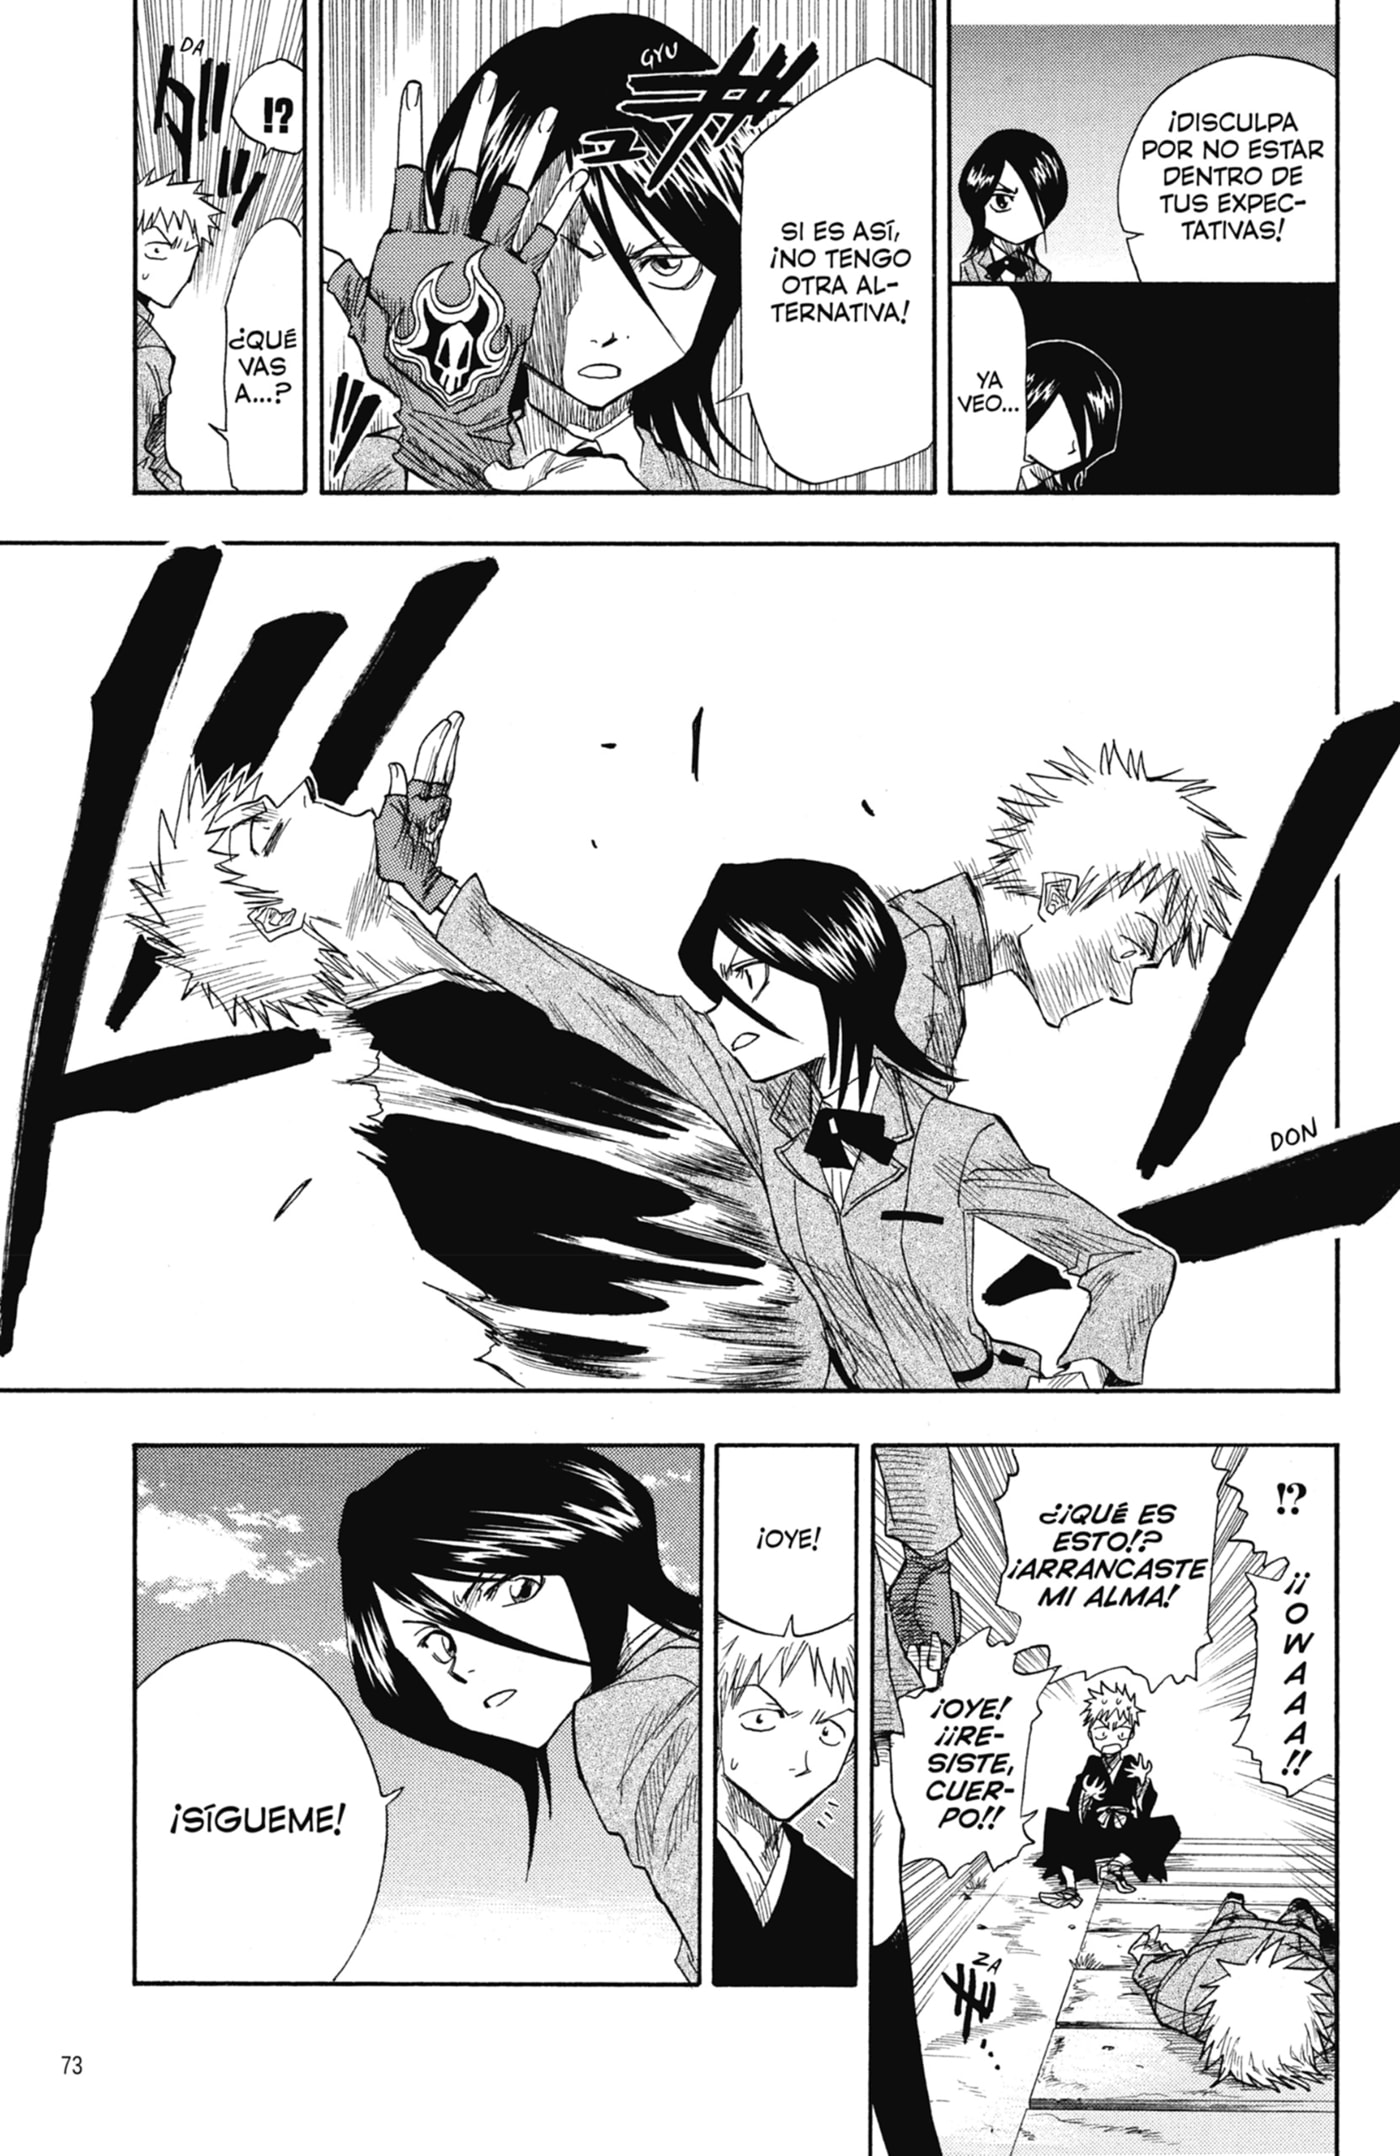 ¡DISCULPA
POR NO ESTAR
DENTRO DE
TUS EXPEC-
TATIVAS!
YA
VEO...
GYU
SI ES ASÍ,
¡NO TENGO
OTRA AL-
TERNATIVA!
DA
!?
¿QUÉ
VAS
A...?
DON
!?
¡¡OWAAA!!
¿¡QUÉ ES
ESTO!?
¡ARRANCASTE
MI ALMA!
¡OYE!
¡¡RE-
SISTE,
CUER-
PO!!
ZA
¡OYE!
¡SÍGUEME!
73